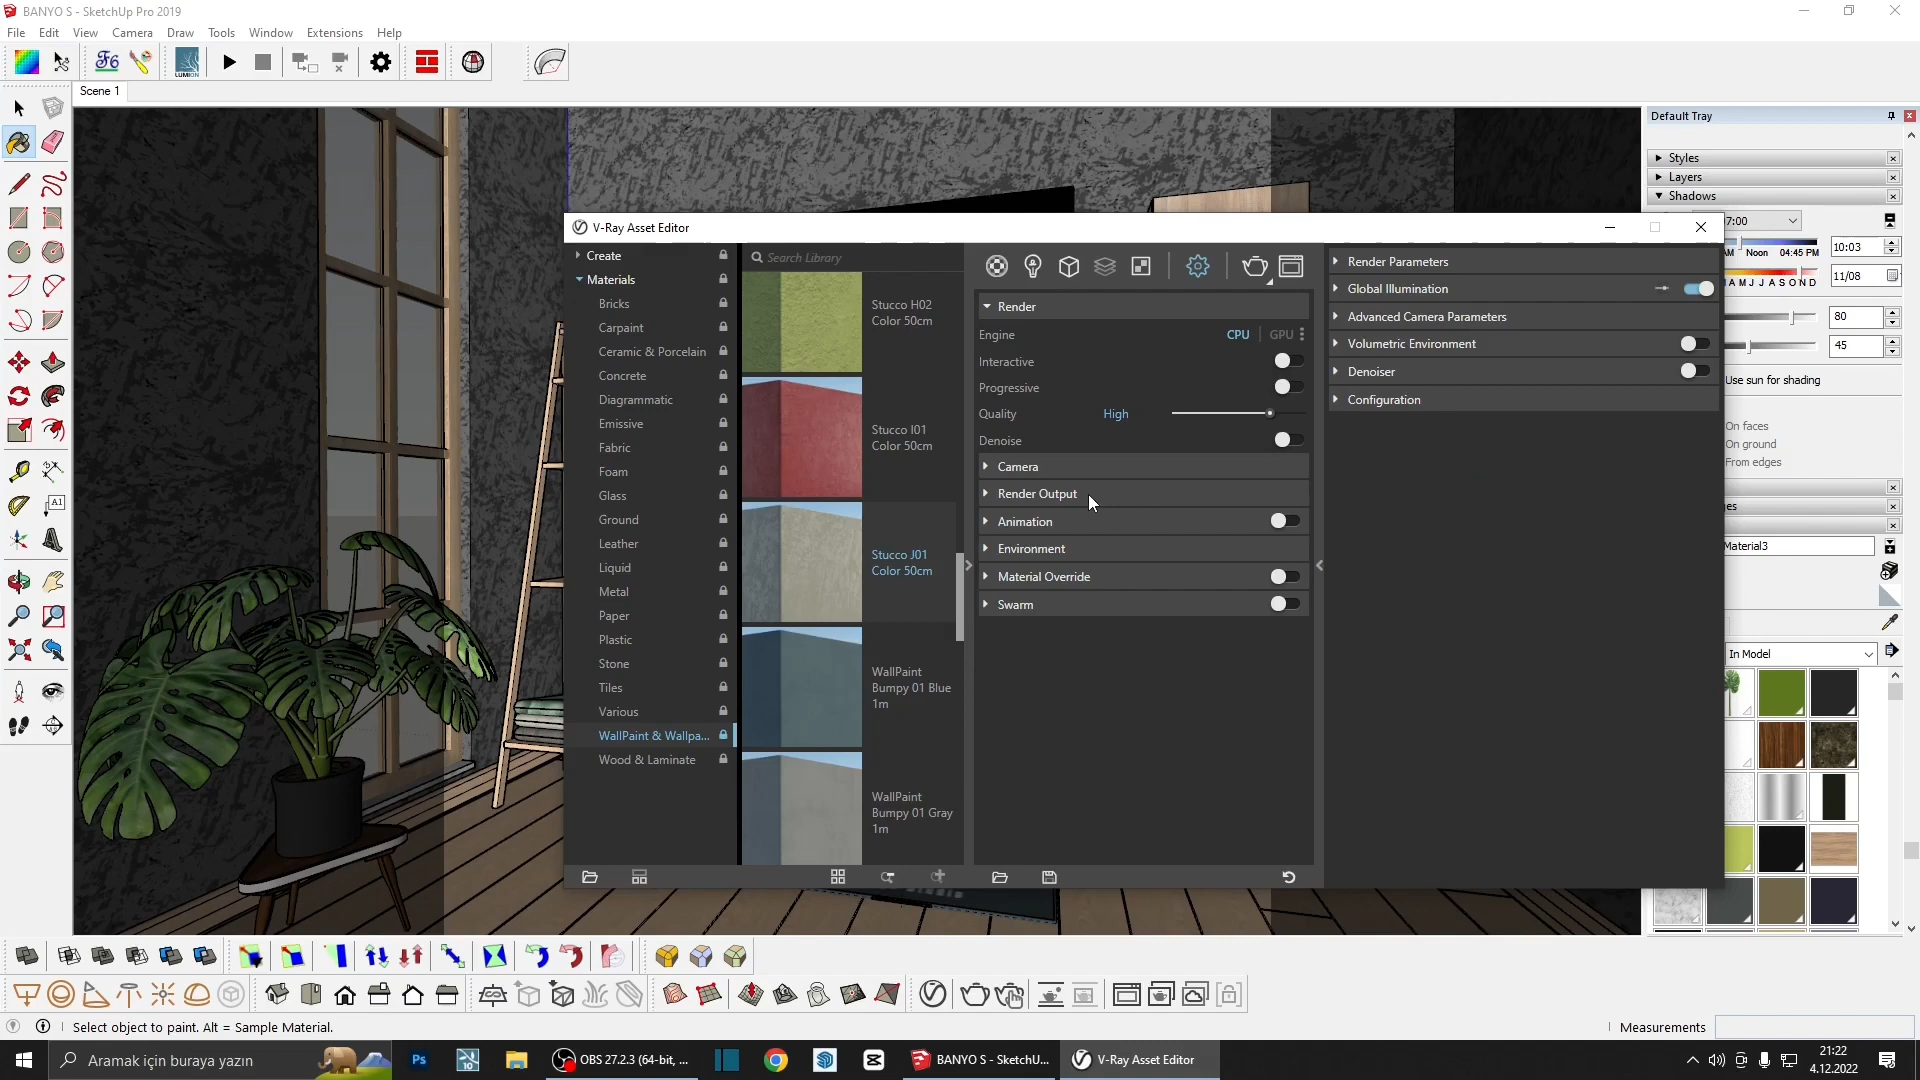 BANYO S - SketchUp Pro 2019
File Edit View Camera Draw Tools Window Extensions Help
LUMION
Scene 1
Default Tray
Styles
Layers
Shadows
7:00
10:03
AM Noon 04:45 PM
11/08
A M J J A S O N D
80
45
Use sun for shading
On faces
On ground
From edges
ges
Material3
In Model
V-Ray Asset Editor
Create
Materials
Bricks
Carpaint
Ceramic & Porcelain
Concrete
Diagrammatic
Emissive
Fabric
Foam
Glass
Ground
Leather
Liquid
Metal
Paper
Plastic
Stone
Tiles
Various
WallPaint & Wallpa...
Wood & Laminate
Search Library
Stucco H02
Color 50cm
Stucco I01
Color 50cm
Stucco J01
Color 50cm
WallPaint
Bumpy 01 Blue
1m
WallPaint
Bumpy 01 Gray
1m
Render
Engine CPU GPU
Interactive
Progressive
Quality High
Denoise
Camera
Render Output
Animation
Environment
Material Override
Swarm
Render Parameters
Global Illumination
Advanced Camera Parameters
Volumetric Environment
Denoiser
Configuration
Select object to paint. Alt = Sample Material.
Measurements
Aramak için buraya yazın
Ps
10
OBS 27.2.3 (64-bit, ...
BANYO S - SketchU...
V-Ray Asset Editor
21:22
4.12.2022